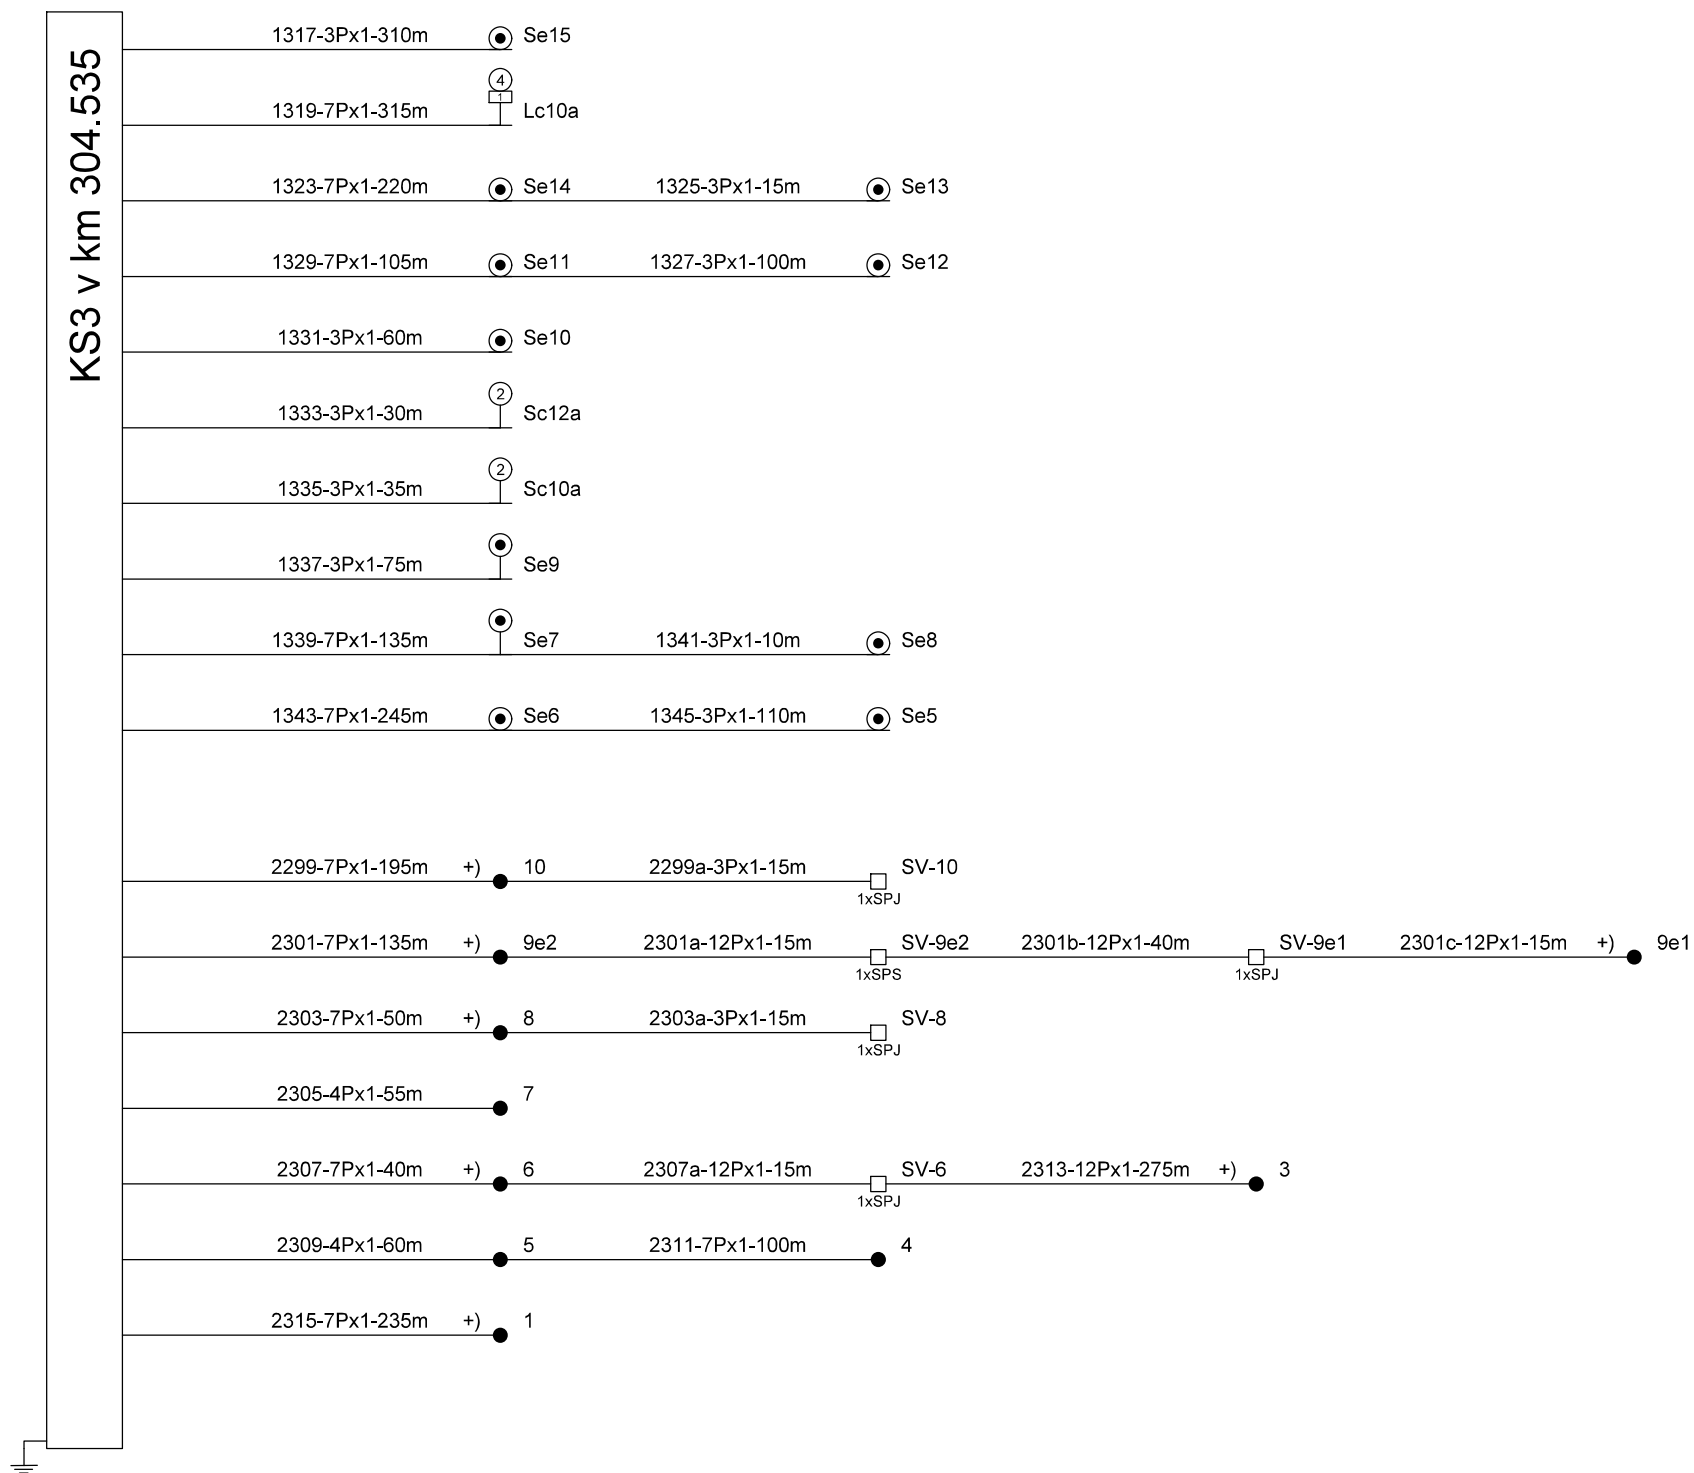 KS3 v km 304.535
1317-3Px1-310m Se15
4
1
1319-7Px1-315m Lc10a
1323-7Px1-220m Se14 1325-3Px1-15m Se13
1329-7Px1-105m Se11 1327-3Px1-100m Se12
1331-3Px1-60m Se10
2
1333-3Px1-30m Sc12a
2
1335-3Px1-35m Sc10a
1337-3Px1-75m Se9
1339-7Px1-135m Se7 1341-3Px1-10m Se8
1343-7Px1-245m Se6 1345-3Px1-110m Se5
2299-7Px1-195m +) 10 2299a-3Px1-15m SV-10
1xSPJ
2301-7Px1-135m +) 9e2 2301a-12Px1-15m SV-9e2 2301b-12Px1-40m SV-9e1 2301c-12Px1-15m +) 9e1
1xSPS 1xSPJ
2303-7Px1-50m +) 8 2303a-3Px1-15m SV-8
1xSPJ
2305-4Px1-55m 7
2307-7Px1-40m +) 6 2307a-12Px1-15m SV-6 2313-12Px1-275m +) 3
1xSPJ
2309-4Px1-60m 5 2311-7Px1-100m 4
2315-7Px1-235m +) 1